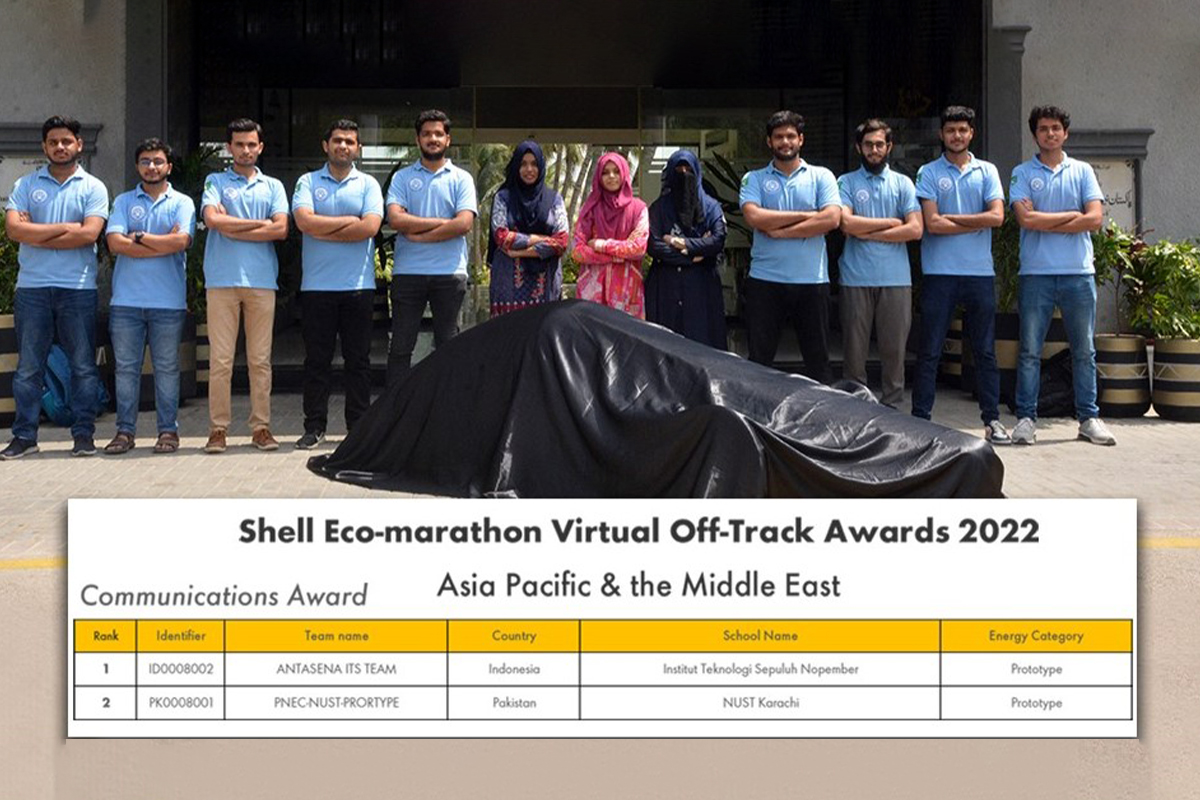 پاکستان
Shell Eco-marathon Virtual Off-Track Awards 2022
Asia Pacific & the Middle East
Communications Award
Rank Identifier Team name Country School Name Energy Category
1 ID0008002 ANTASENA ITS TEAM Indonesia Institut Teknologi Sepuluh Nopember Prototype
2 PK0008001 PNEC-NUST-PRORTYPE Pakistan NUST Karachi Prototype